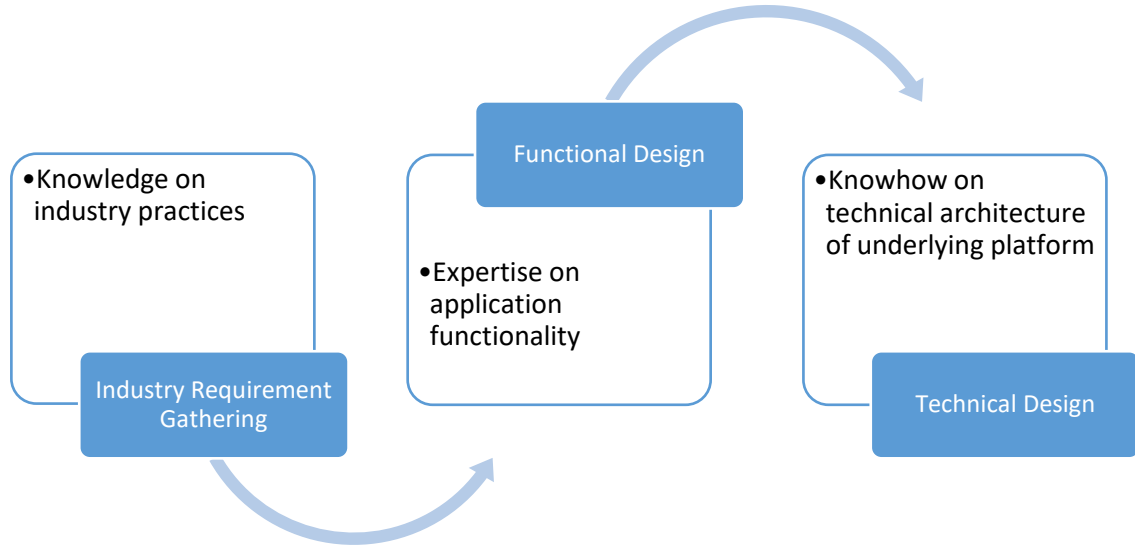 •Knowledge on
industry practices
Industry Requirement
Gathering
Functional Design
•Expertise on
application
functionality
•Knowhow on
technical architecture
of underlying platform
Technical Design